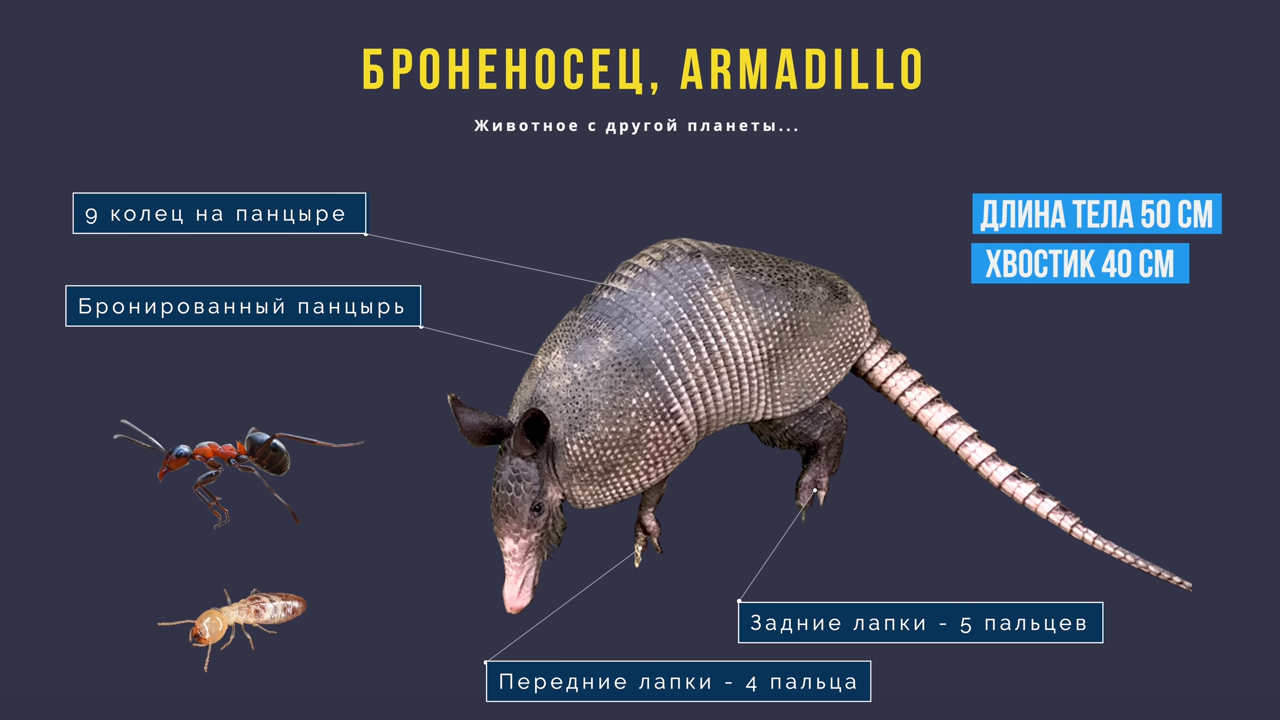 БРОНЕНОСЕЦ, ARMADILLO
Животное с другой планеты...
9 колец на панцыре
Бронированный панцырь
ДЛИНА ТЕЛА 50 СМ
ХВОСТИК 40 СМ
Задние лапки - 5 пальцев
Передние лапки - 4 пальца